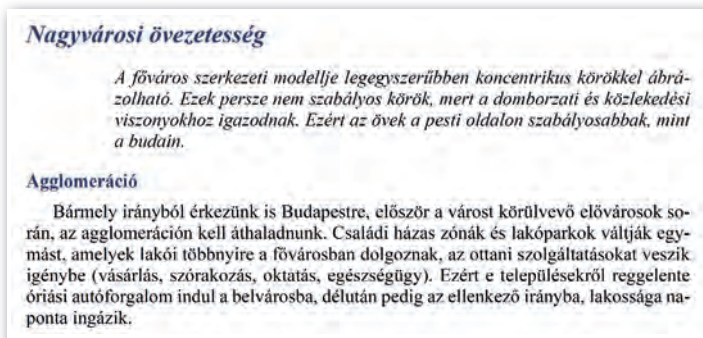 Nagyvárosi övezetesség
A főváros szerkezeti modellje legegyszerűbben koncentrikus körökkel ábrá-
zolható. Ezek persze nem szabályos körök, mert a domborzati és közlekedési
viszonyokhoz igazodnak. Ezért az övek a pesti oldalon szabályosabbak, mint
a budain.
Agglomeráció
Bármely irányból érkezünk is Budapestre, először a várost körülvevő elővárosok so-
rán, az agglomeráción kell áthaladnunk. Családi házas zónák és lakóparkok váltják egy-
mást, amelyek lakói többnyire a fővárosban dolgoznak, az ottani szolgáltatásokat veszik
igénybe (vásárlás, szórakozás, oktatás, egészségügy). Ezért e településekről reggelente
óriási autóforgalom indul a belvárosba, délután pedig az ellenkező irányba, lakossága na-
ponta ingázik.